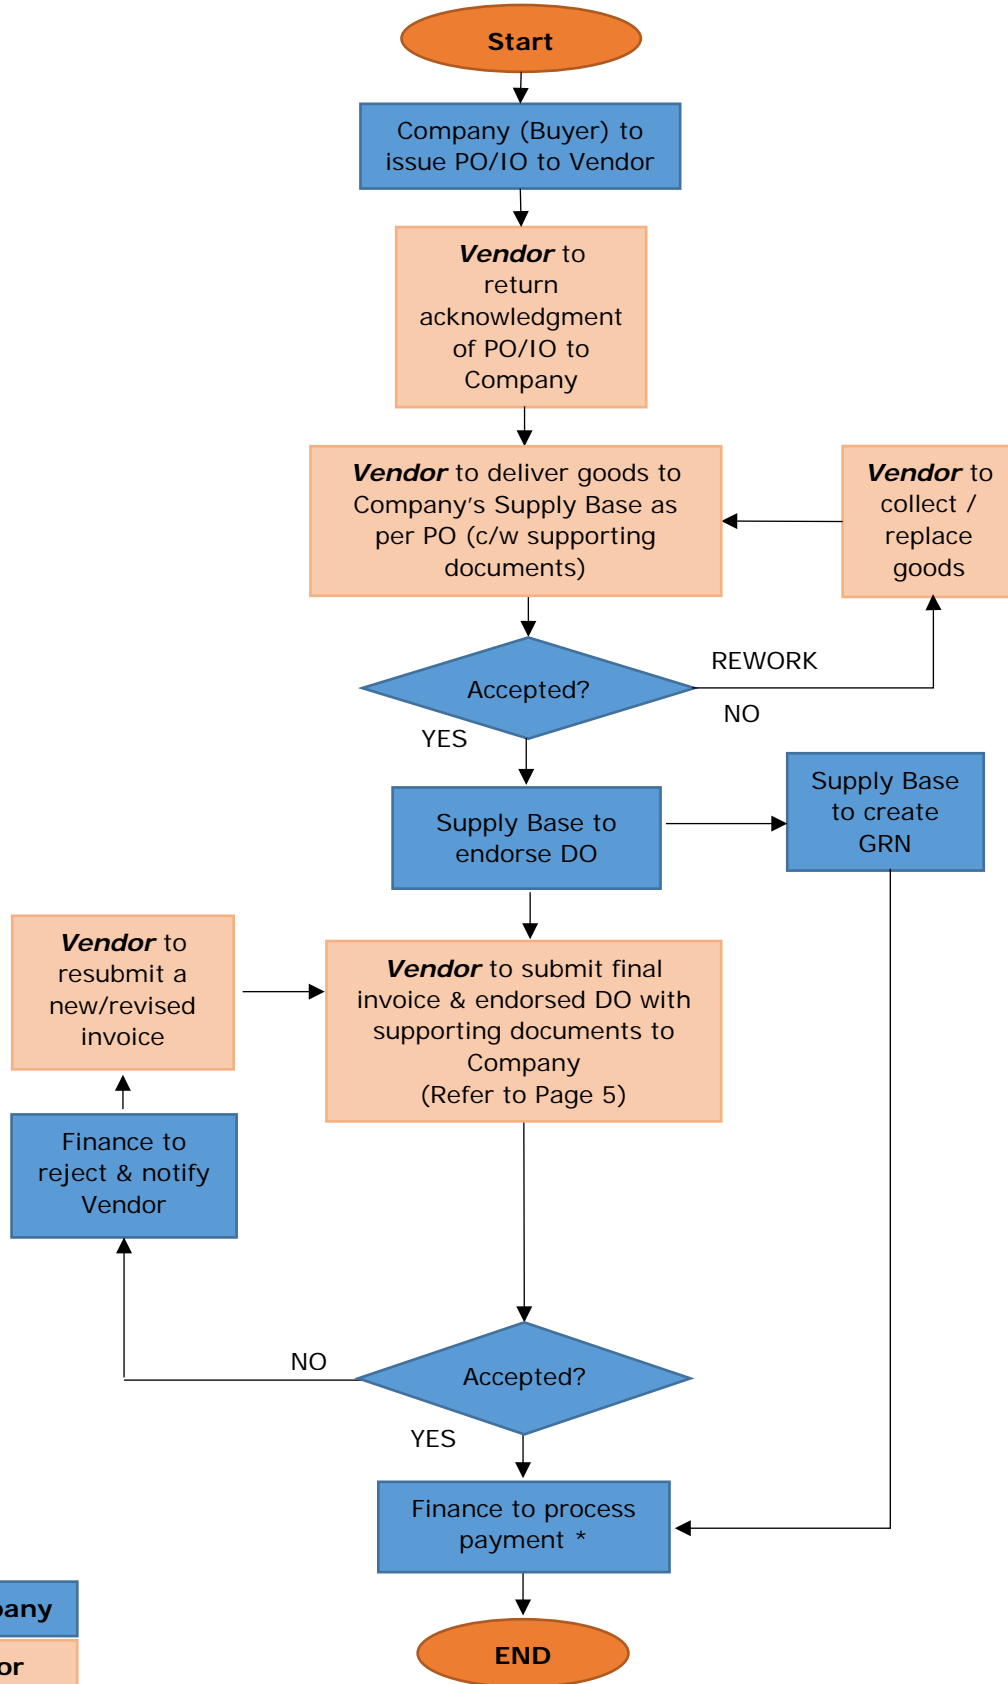 Start
Company (Buyer) to
issue PO/IO to Vendor
Vendor to
return
acknowledgment
of PO/IO to
Company
Vendor to deliver goods to
Company's Supply Base as
per PO (c/w supporting
documents)
Vendor to
collect /
replace
goods
Accepted?
REWORK
NO
YES
Supply Base to
endorse DO
Supply Base
to create
GRN
Vendor to
resubmit a
new/revised
invoice
Vendor to submit final
invoice & endorsed DO with
supporting documents to
Company
(Refer to Page 5)
Finance to
reject & notify
Vendor
NO
Accepted?
YES
Finance to process
payment *
pany
or
END